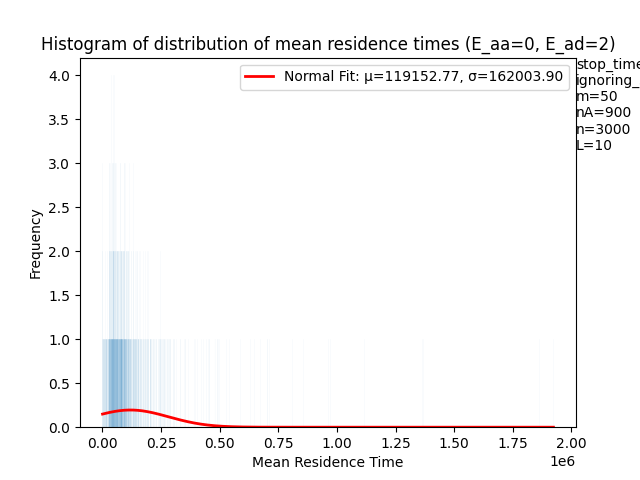 Histogram of distribution of mean residence times (E_aa=0, E_ad=2)
4.0
3.5
3.0
2.5
2.0
1.5
1.0
0.5
0.0
Frequency
Normal Fit: μ=119152.77, σ=162003.90
stop_time
ignoring_
m=50
nA=900
n=3000
L=10
0.00
0.25
0.50
0.75
1.00
1.25
1.50
1.75
2.00
1e6
Mean Residence Time